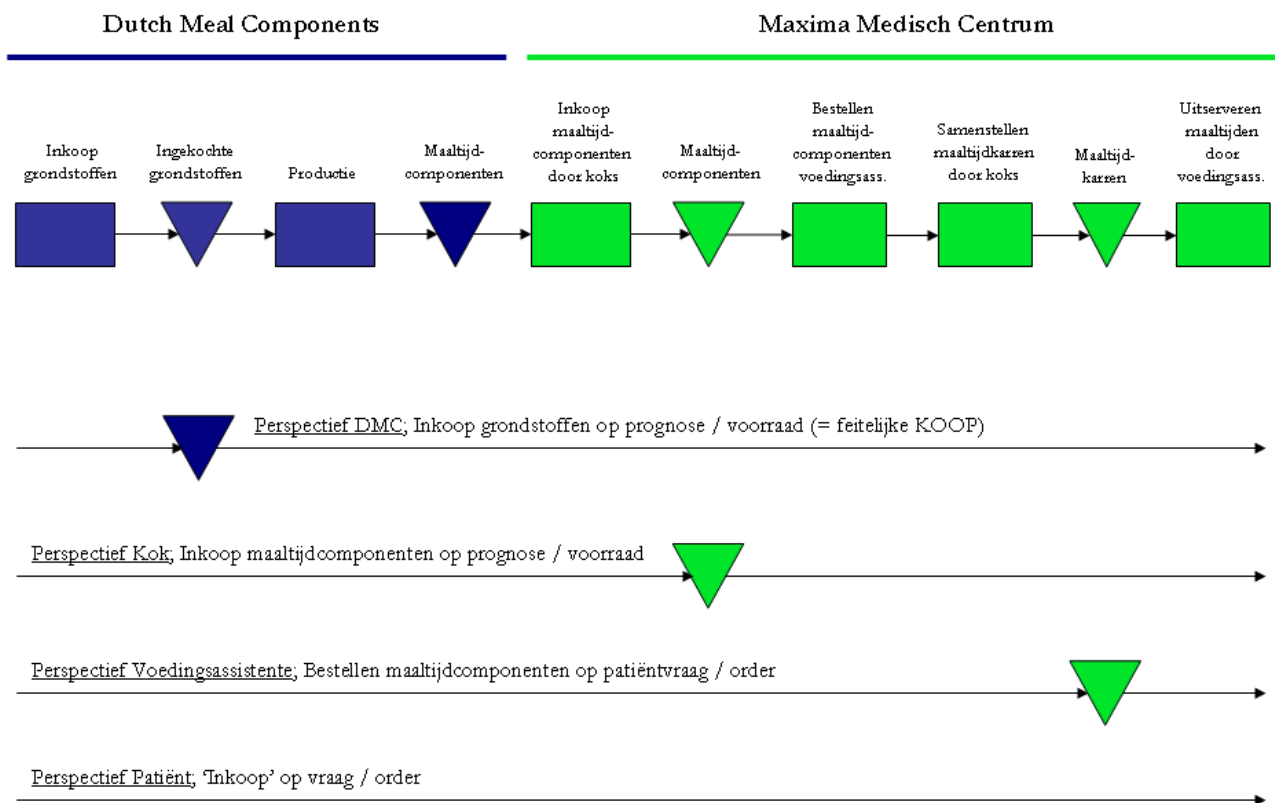 Dutch Meal Components
Maxima Medisch Centrum
Inkoop
grondstoffen
Ingekochte
grondstoffen
Productie
Maaltijd-
componenten
Inkoop
maaltijd-
componenten
door koks
Maaltijd-
componenten
Bestellen
maaltijd-
componenten
voedingsass.
Samenstellen
maaltijdkarren
door koks
Maaltijd-
karren
Uitserveren
maaltijden
door
voedingsass.
Perspectief DMC; Inkoop grondstoffen op prognose / voorraad (= feitelijke KOOP)
Perspectief Kok; Inkoop maaltijdcomponenten op prognose / voorraad
Perspectief Voedingsassistente; Bestellen maaltijdcomponenten op patiëntvraag / order
Perspectief Patiënt; 'Inkoop' op vraag / order